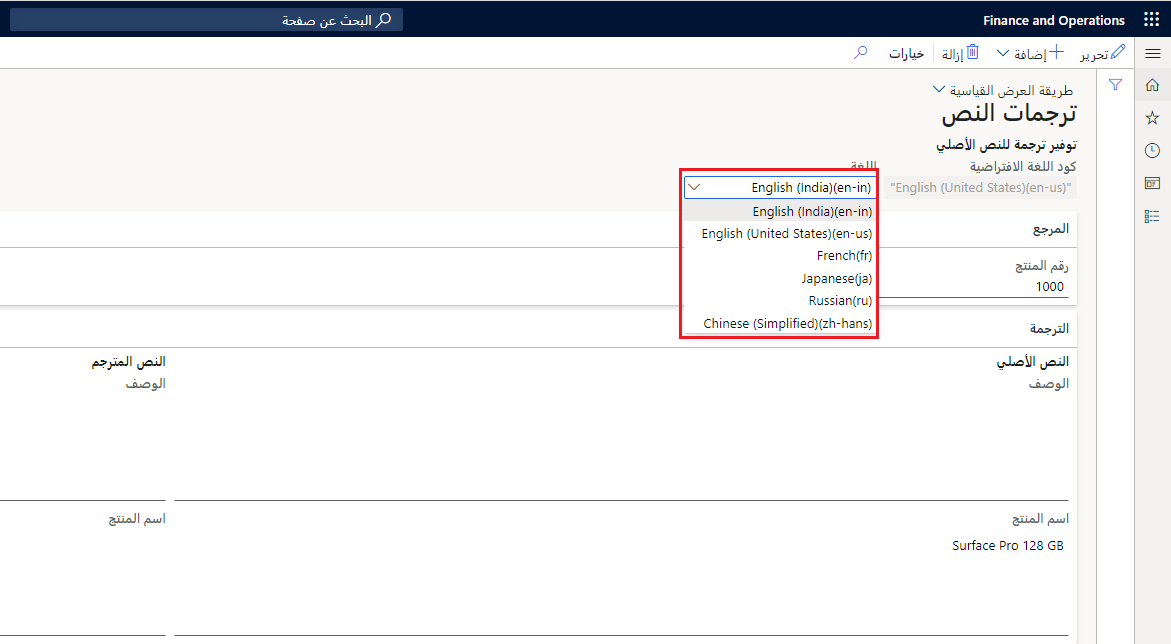 Finance and Operations
البحث عن صفحة
تحرير
إضافة
إزالة
خيارات
طريقة العرض القياسية
ترجمات النص
توفير ترجمة للنص الأصلي
كود اللغة الافتراضية
اللغة
"English (United States)(en-us)"
English (India)(en-in)
English (India)(en-in)
English (United States)(en-us)
French(fr)
Japanese(ja)
Russian(ru)
Chinese (Simplified)(zh-hans)
المرجع
رقم المنتج
1000
الترجمة
النص الأصلي
النص المترجم
الوصف
الوصف
اسم المنتج
اسم المنتج
Surface Pro 128 GB